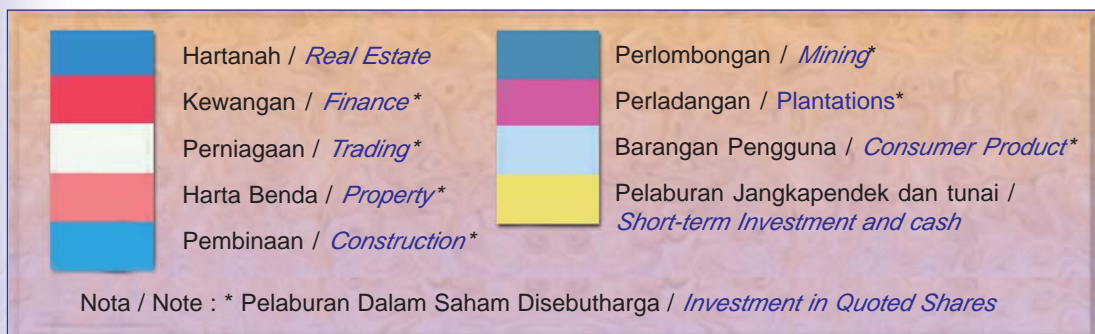 Hartanah / Real Estate
Kewangan / Finance*
Perniagaan / Trading*
Harta Benda / Property*
Pembinaan / Construction*
Perlombongan / Mining*
Perladangan / Plantations*
Barangan Pengguna / Consumer Product*
Pelaburan Jangkapendek dan tunai /
Short-term Investment and cash
Nota / Note : * Pelaburan Dalam Saham Disebutharga / Investment in Quoted Shares